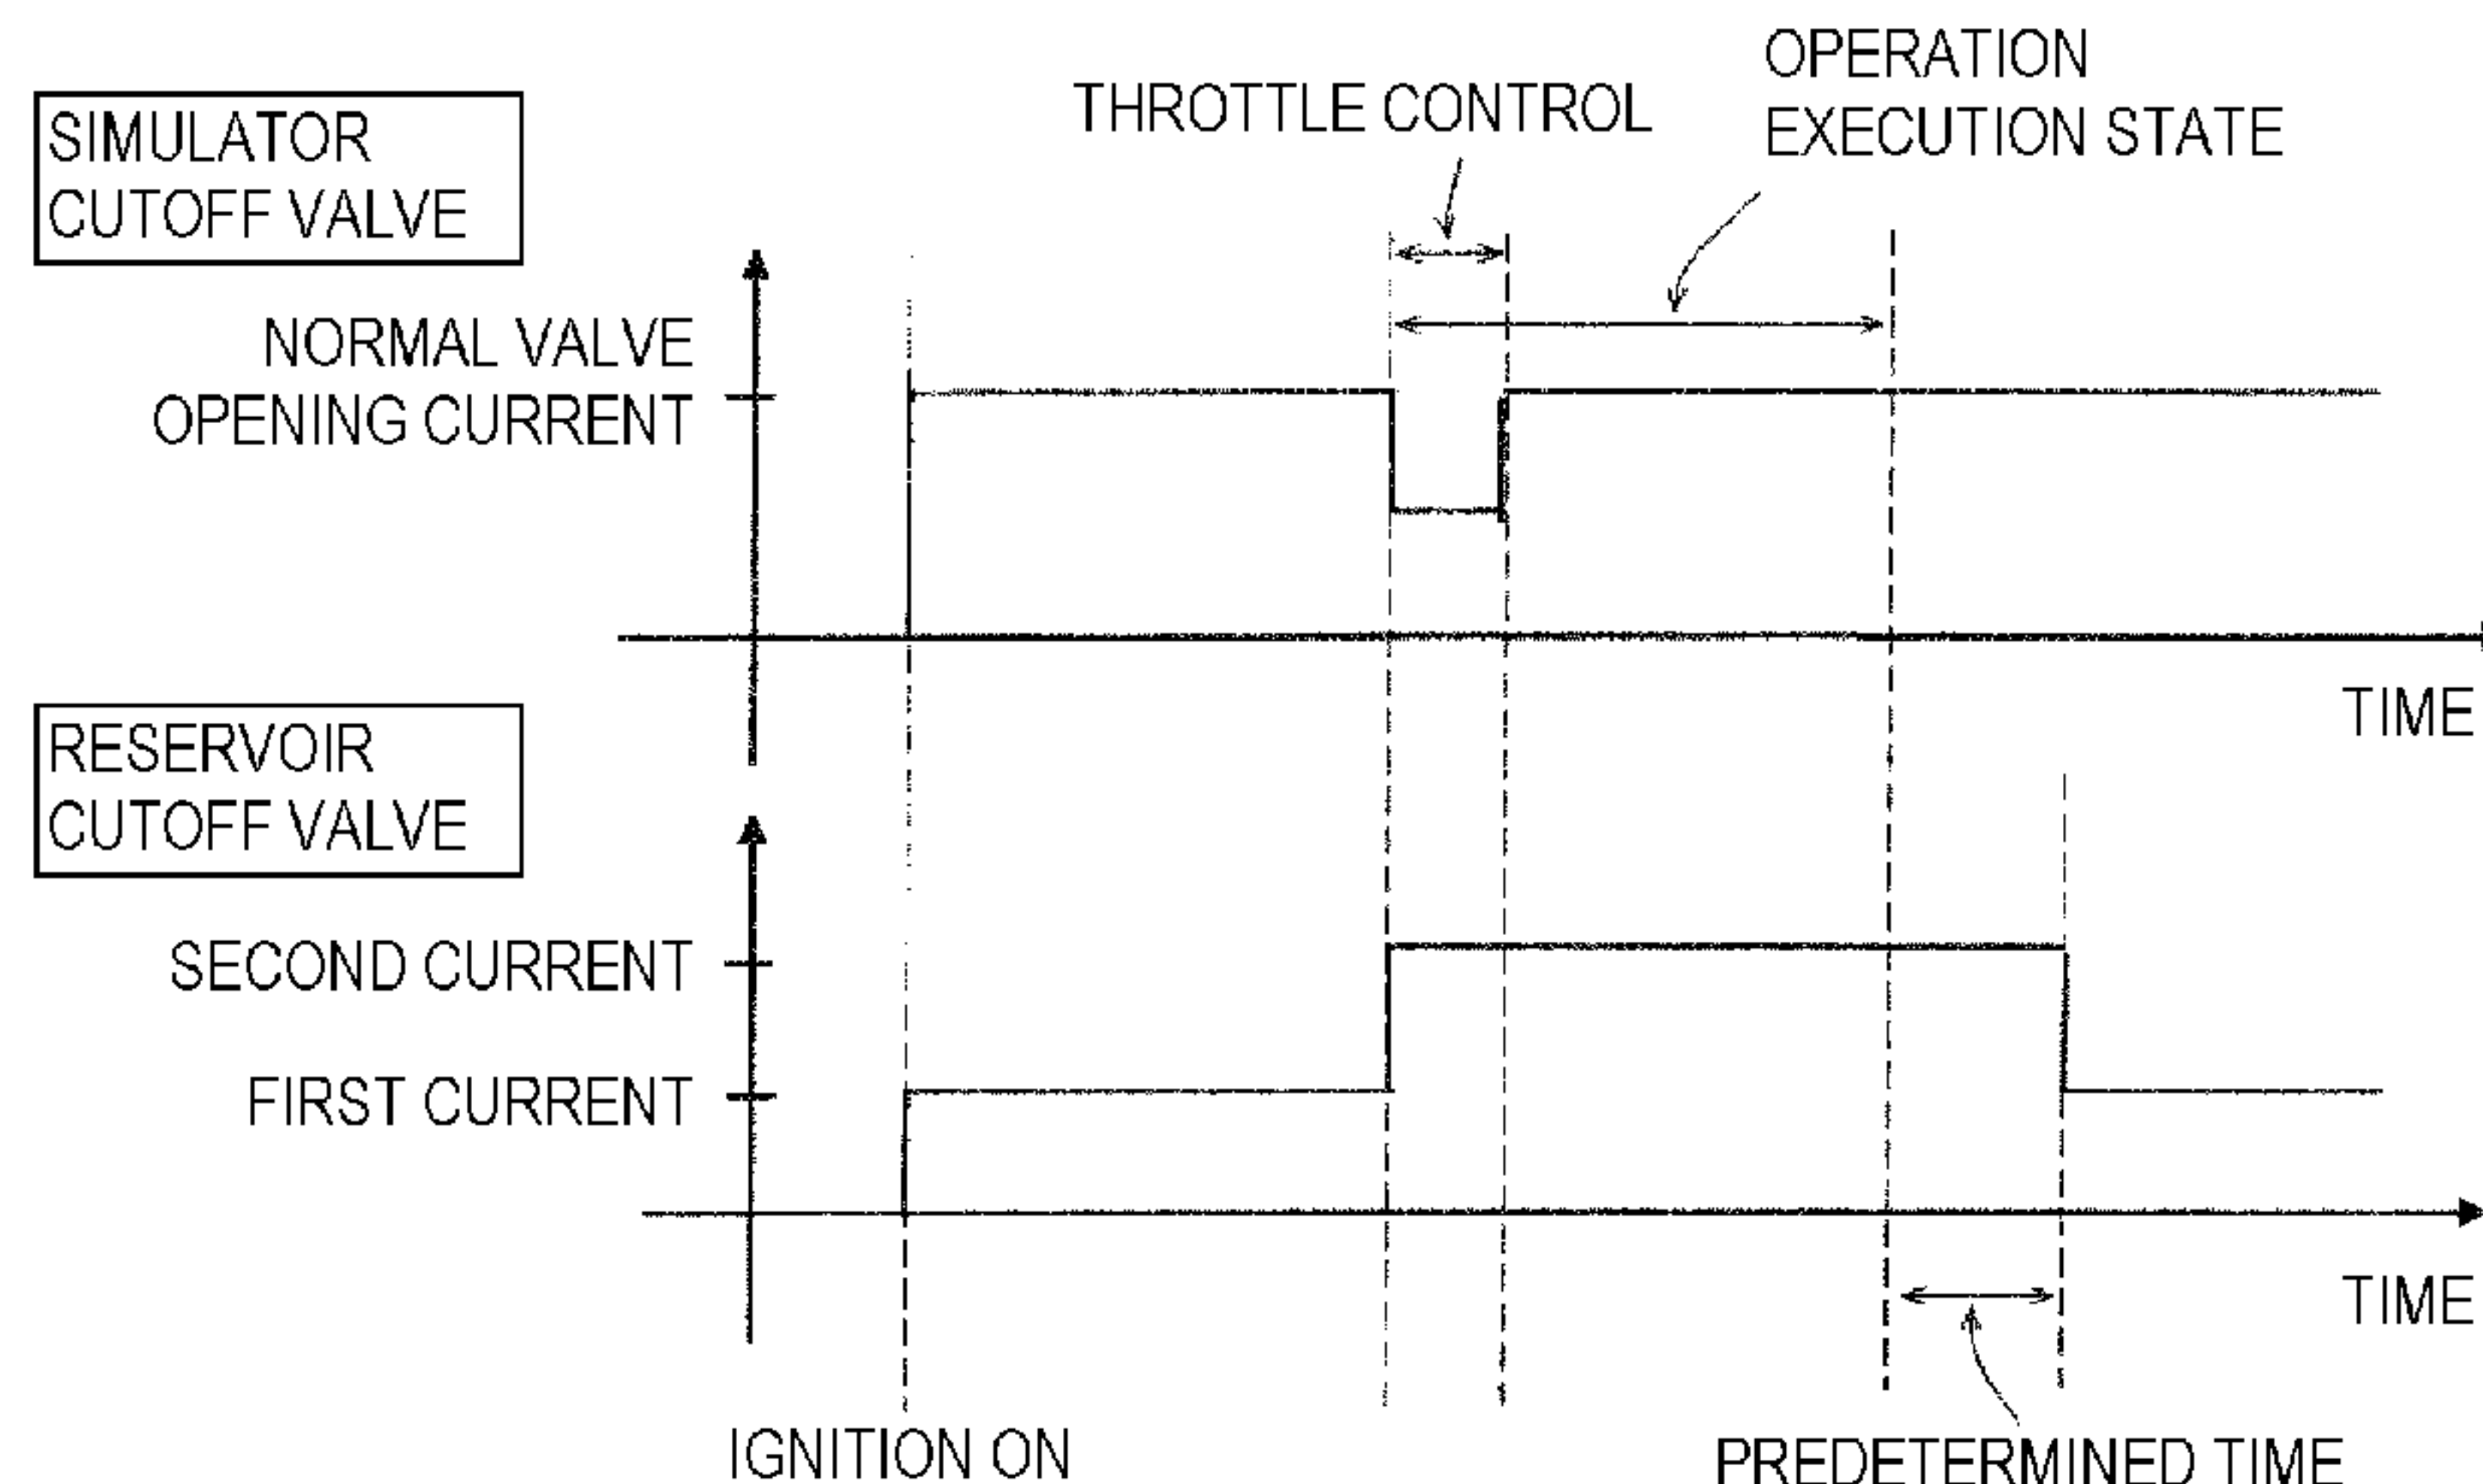 OPERATION
EXECUTION STATE
THROTTLE CONTROL
SIMULATOR
CUTOFF VALVE
NORMAL VALVE
OPENING CURRENT
TIME
RESERVOIR
CUTOFF VALVE
SECOND CURRENT
FIRST CURRENT
TIME
IGNITION ON
PREDETERMINED TIME